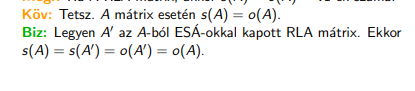 Köv: Tetsz. A mátrix esetén s(A) = o(A).
Biz: Legyen A′ az A-ból ESÁ-okkal kapott RLA mátrix. Ekkor
s(A) = s(A′) = o(A′) = o(A).